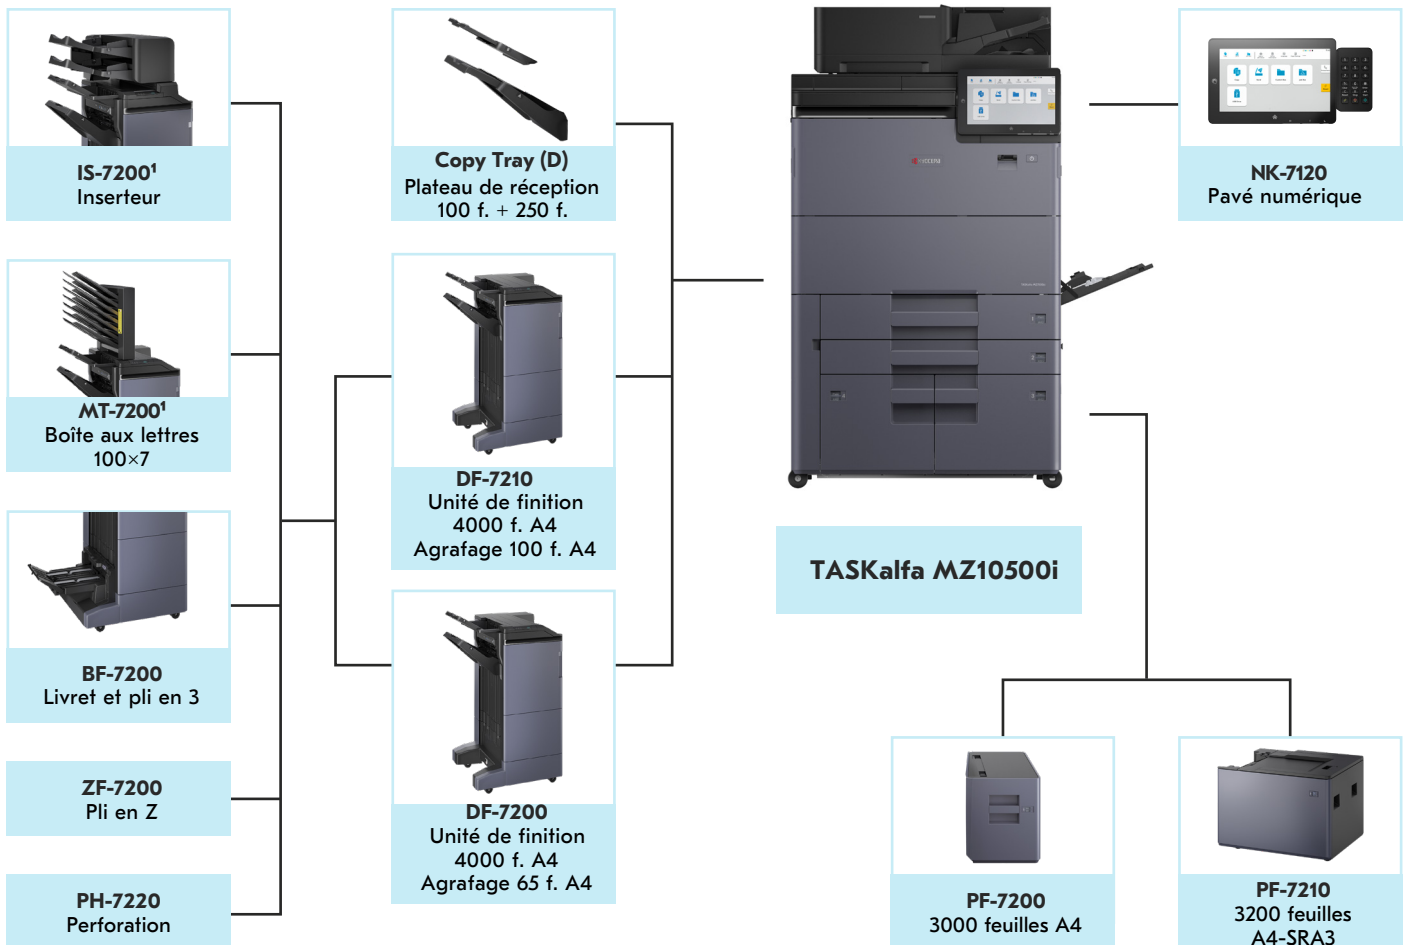 IS-7200¹
Inserteur
MT-7200¹
Boîte aux lettres
100×7
BF-7200
Livret et pli en 3
ZF-7200
Pli en Z
PH-7220
Perforation
Copy Tray (D)
Plateau de réception
100 f. + 250 f.
DF-7210
Unité de finition
4000 f. A4
Agrafage 100 f. A4
DF-7200
Unité de finition
4000 f. A4
Agrafage 65 f. A4
KYOCERA
TASKalfa MZ10500i
NK-7120
Pavé numérique
PF-7200
3000 feuilles A4
PF-7210
3200 feuilles
A4-SRA3